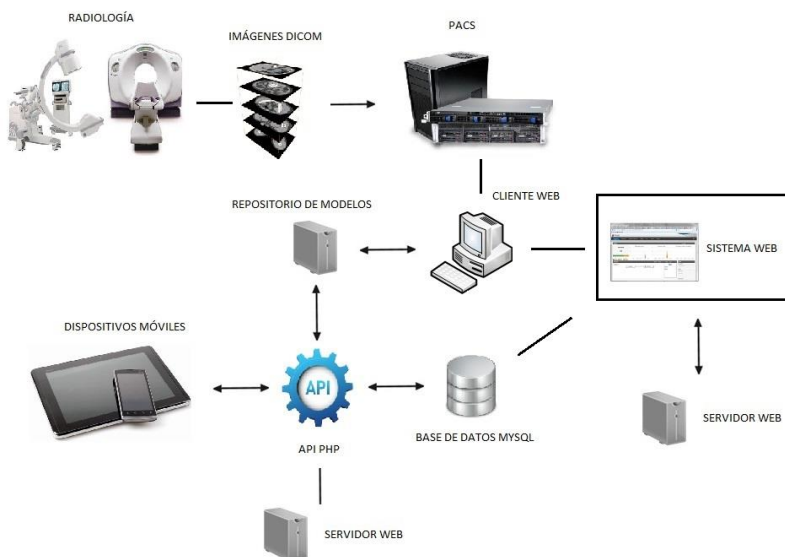 RADIOLOGÍA
IMÁGENES DICOM
PACS
REPOSITORIO DE MODELOS
CLIENTE WEB
SISTEMA WEB
DISPOSITIVOS MÓVILES
API
API PHP
BASE DE DATOS MYSQL
SERVIDOR WEB
SERVIDOR WEB